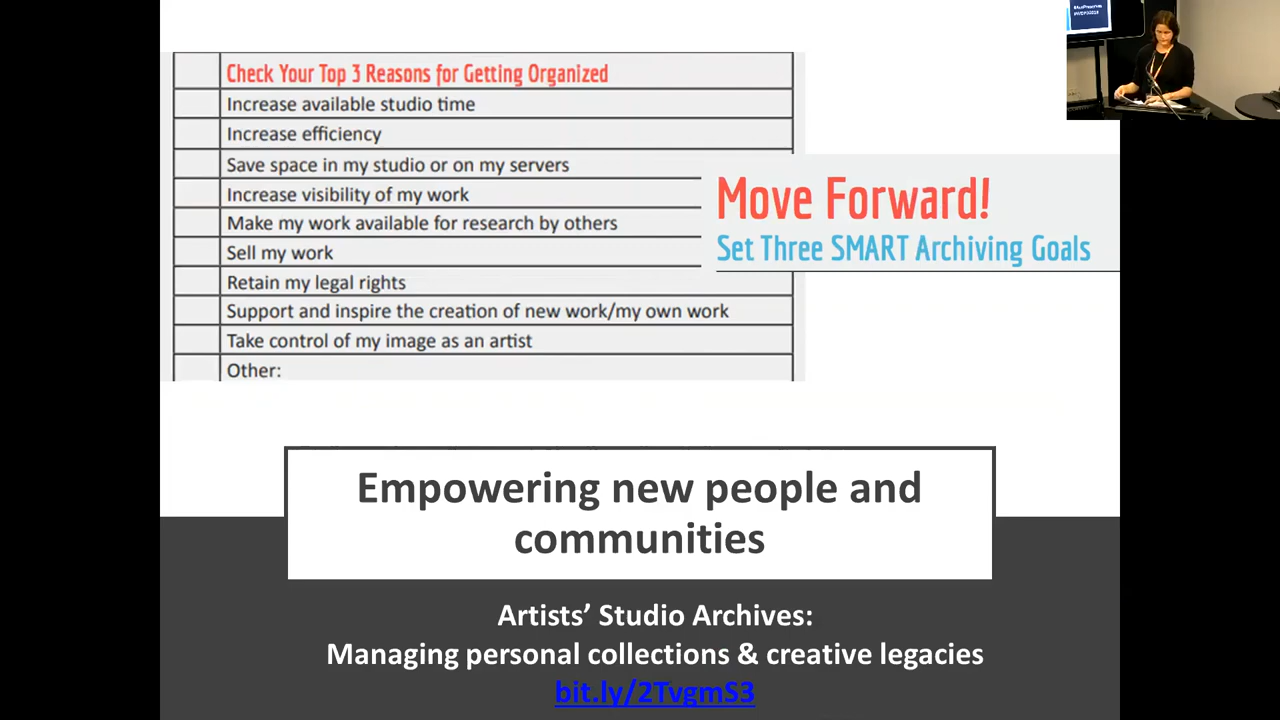 Check Your Top 3 Reasons for Getting Organized
Increase available studio time
Increase efficiency
Save space in my studio or on my servers
Increase visibility of my work
Make my work available for research by others
Sell my work
Retain my legal rights
Support and inspire the creation of new work/my own work
Take control of my image as an artist
Other:
Move Forward!
Set Three SMART Archiving Goals
Empowering new people and
communities
Artists’ Studio Archives:
Managing personal collections & creative legacies
bit.ly/2TvgmS3